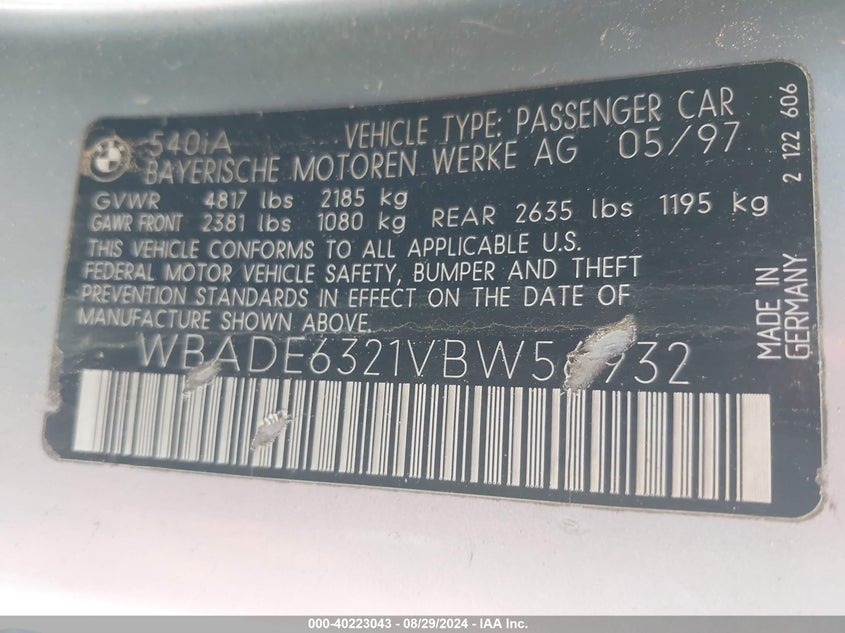 540iA VEHICLE TYPE: PASSENGER CAR
BAYERISCHE MOTOREN WERKE AG 05/97
GVWR 4817 lbs 2185 kg
GAWR FRONT 2381 lbs 1080 kg REAR 2635 lbs 1195 kg
THIS VEHICLE CONFORMS TO ALL APPLICABLE U.S.
FEDERAL MOTOR VEHICLE SAFETY, BUMPER AND THEFT
PREVENTION STANDARDS IN EFFECT ON THE DATE OF
MANUFACTURE SHOWN ABOVE.
WBADE6321VBW56932
MADE IN
GERMANY
2 122 606
BMW
000-40223043 - 08/29/2024 - IAA Inc.